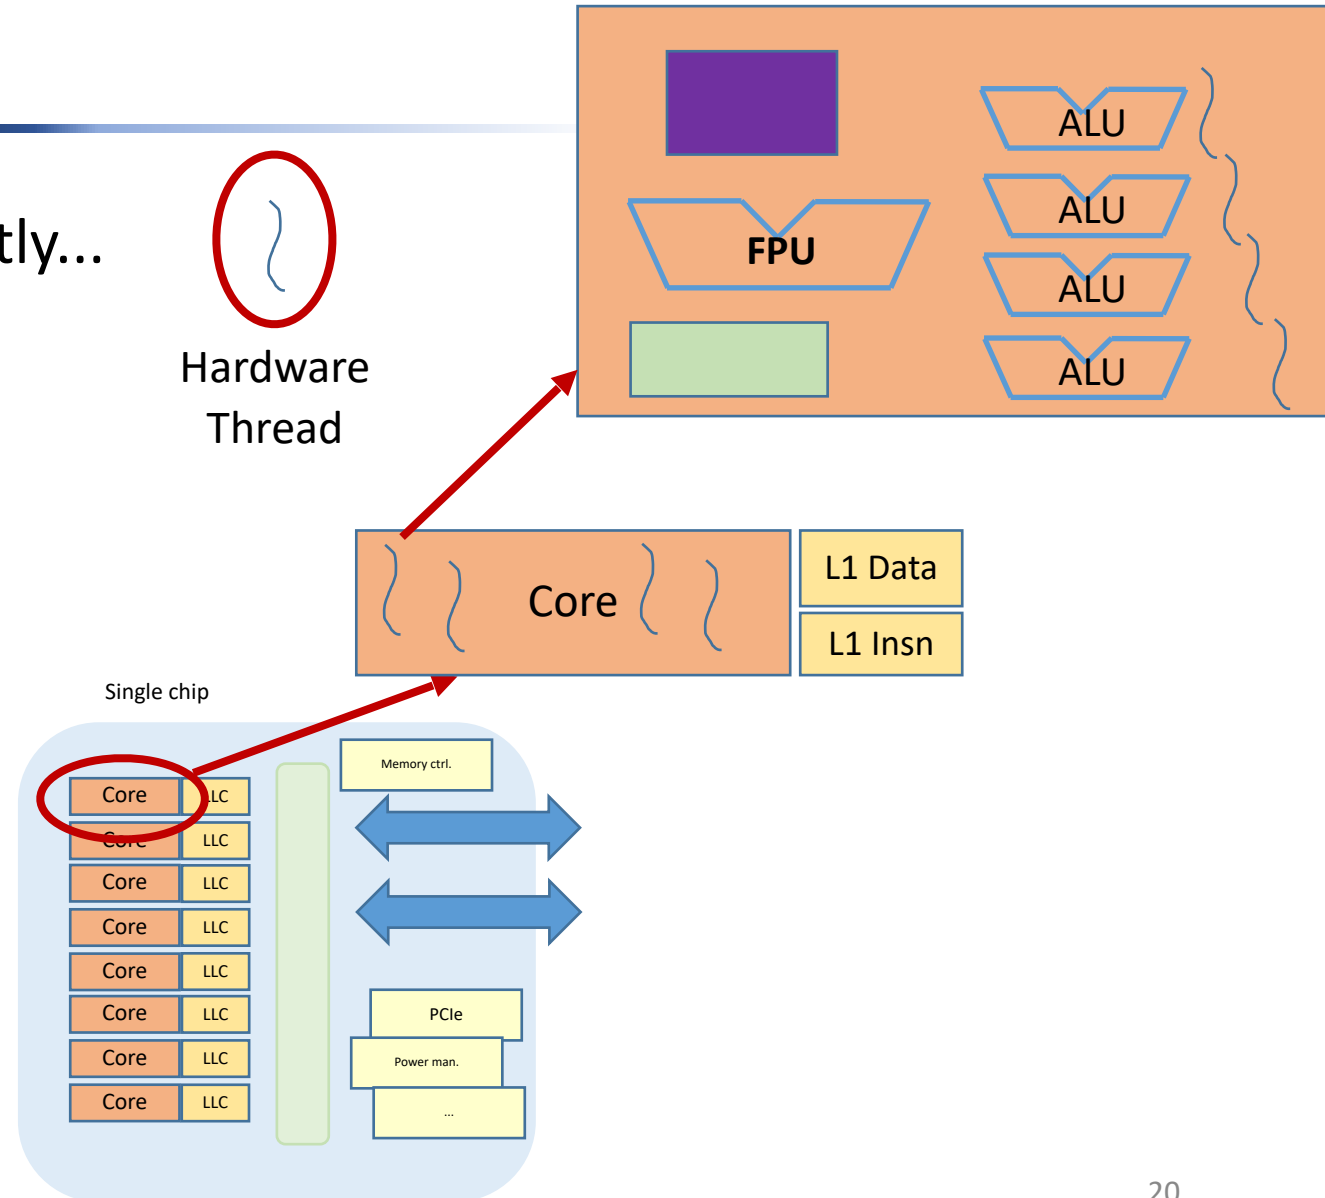 tly...
Hardware
Thread
FPU
ALU
ALU
ALU
ALU
Core
L1 Data
L1 Insn
Single chip
Core LLC
Core LLC
Core LLC
Core LLC
Core LLC
Core LLC
Core LLC
Core LLC
Memory ctrl.
PCIe
Power man.
...
20